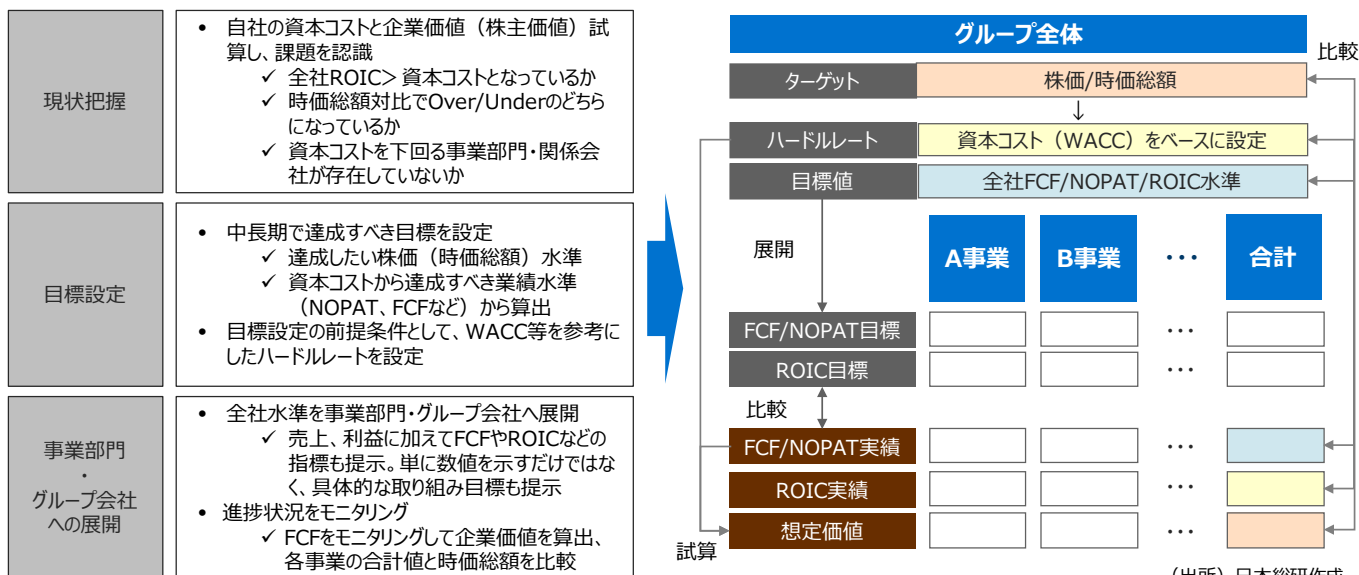 現状把握
• 自社の資本コストと企業価値（株主価値）試
算し、課題を認識
✓ 全社ROIC＞資本コストとなっているか
✓ 時価総額対比でOver/Underのどちら
になっているか
✓ 資本コストを下回る事業部門・関係会
社が存在していないか
目標設定
• 中長期で達成すべき目標を設定
✓ 達成したい株価（時価総額）水準
✓ 資本コストから達成すべき業績水準
（NOPAT、FCFなど）から算出
• 目標設定の前提条件として、WACC等を参考に
したハードルレートを設定
事業部門
・
グループ会社
への展開
• 全社水準を事業部門・グループ会社へ展開
✓ 売上、利益に加えてFCFやROICなどの
指標も提示。単に数値を示すだけではな
く、具体的な取り組み目標も提示
• 進捗状況をモニタリング
✓ FCFをモニタリングして企業価値を算出、
各事業の合計値と時価総額を比較
グループ全体
比較
ターゲット 株価/時価総額
↓
ハードルレート 資本コスト（WACC）をベースに設定
目標値 全社FCF/NOPAT/ROIC水準
展開 A事業 B事業 ・・・ 合計
FCF/NOPAT目標 ・・・
ROIC目標 ・・・
比較
FCF/NOPAT実績 ・・・
ROIC実績 ・・・
想定価値 ・・・
試算
（出所）日本総研作成